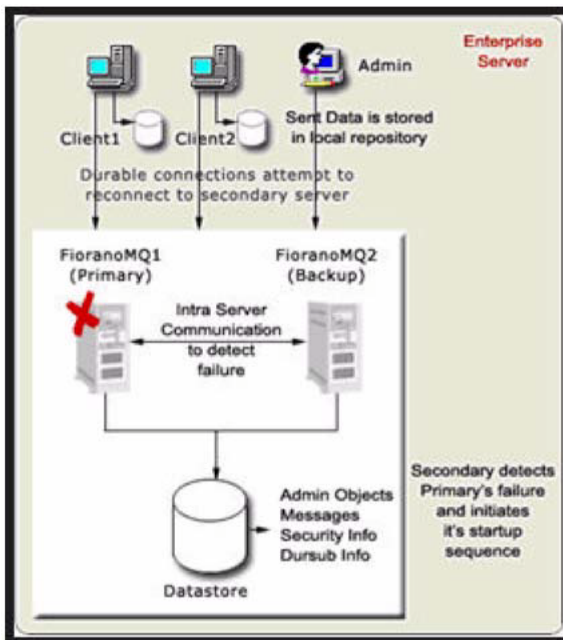 Enterprise
Server
Admin
Client1
Client2
Sent Data is stored
in local repository
Durable connections attempt to
reconnect to secondary server
FioranoMQ1
(Primary)
FioranoMQ2
(Backup)
Intra Server
Communication
to detect
failure
Secondary detects
Primary's failure
and initiates
it's startup
sequence
Admin Objects
Messages
Security Info
Dursub Info
Datastore